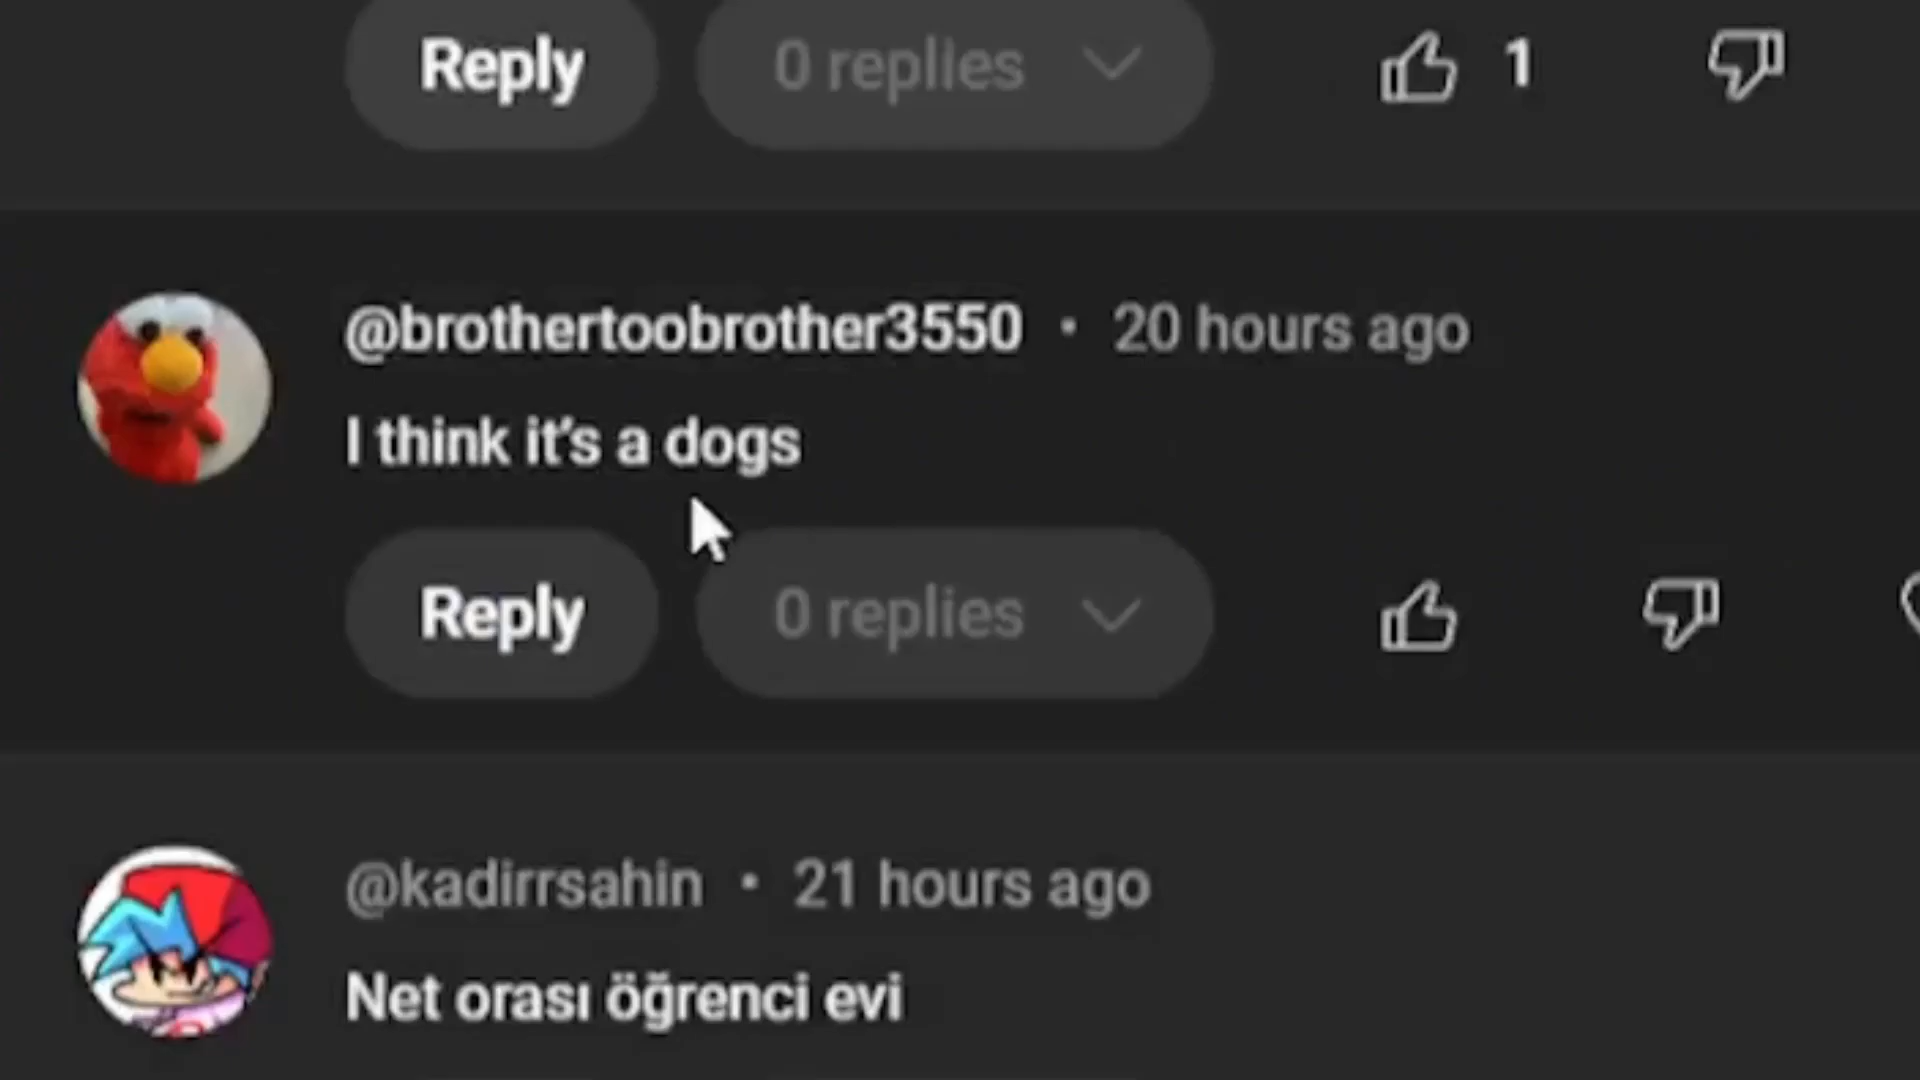 Reply 0 replies 1
@brothertoobrother3550 • 20 hours ago
I think it's a dogs
Reply 0 replies
@kadirrsahin • 21 hours ago
Net orası öğrenci evi